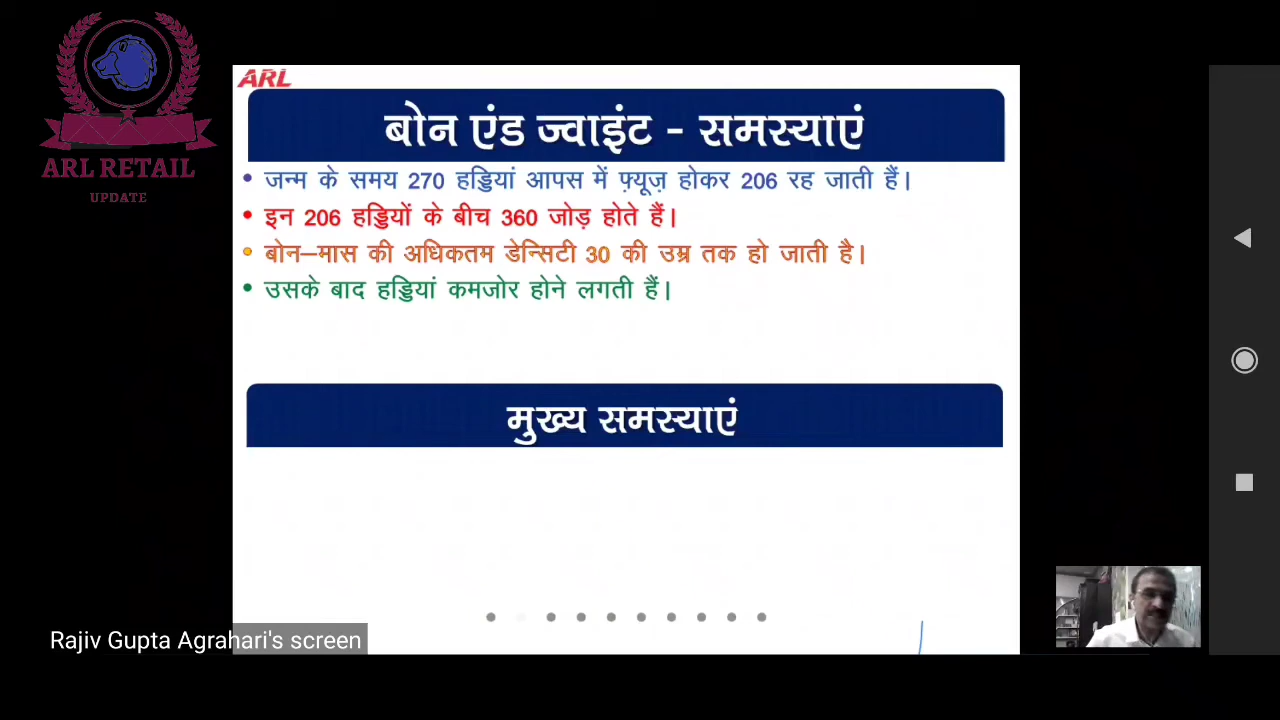 ARL RETAIL
UPDATE
ARL
बोन एंड ज्वाइंट - समस्याएं
• जन्म के समय 270 हड्डियां आपस में फ़्यूज़ होकर 206 रह जाती हैं।
• इन 206 हड्डियों के बीच 360 जोड़ होते हैं।
• बोन–मास की अधिकतम डेन्सिटी 30 की उम्र तक हो जाती है।
• उसके बाद हड्डियां कमजोर होने लगती हैं।
मुख्य समस्याएं
Rajiv Gupta Agrahari's screen